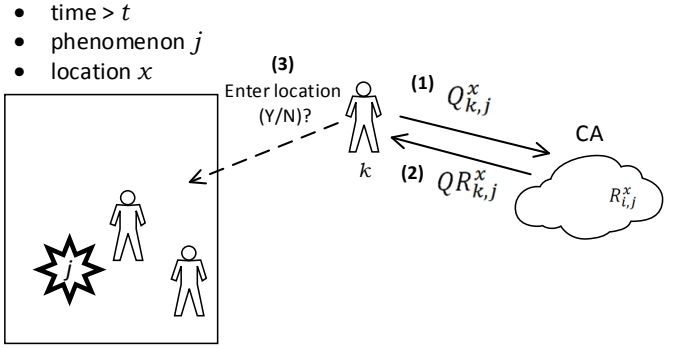 • time > t
• phenomenon j
• location x
(3)
Enter location
(Y/N)?
(1) Q^x_{k,j}
CA
k
(2) QR^x_{k,j}
R^x_{i,j}
j